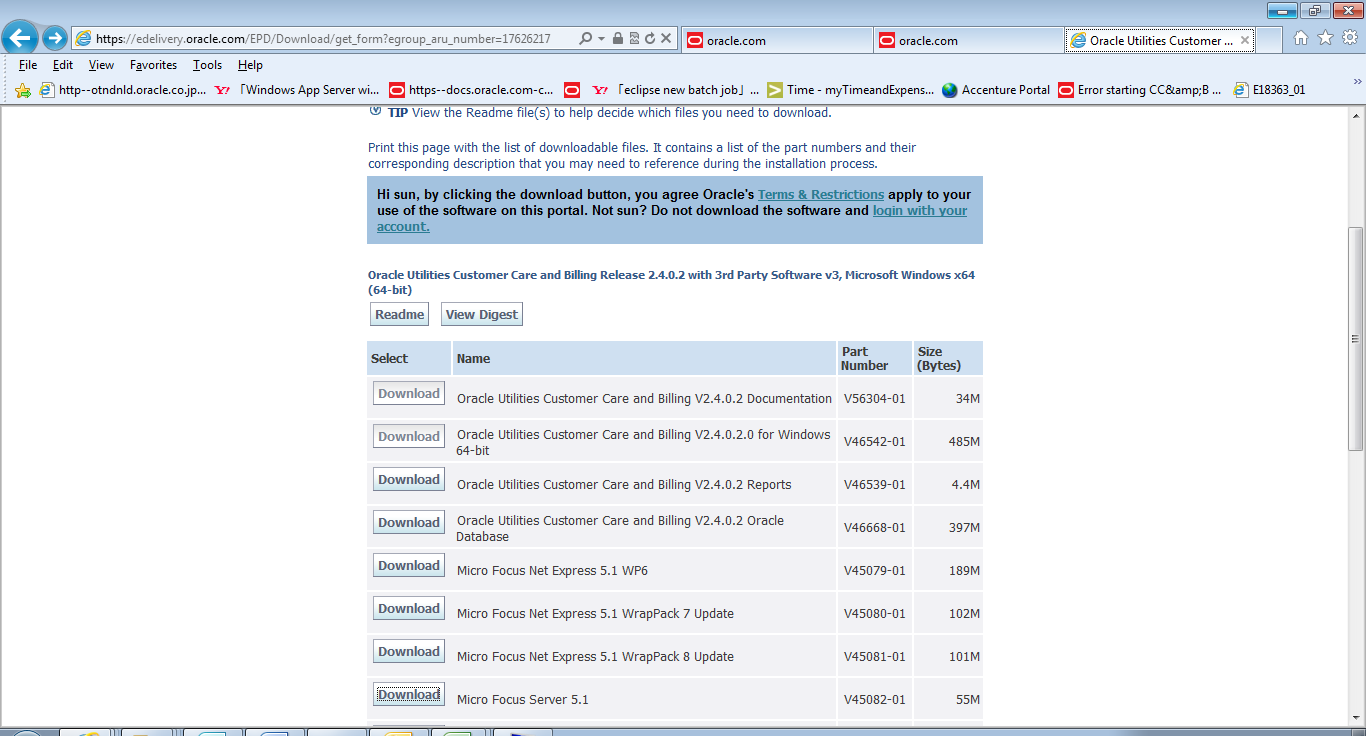 https://edelivery.oracle.com/EPD/Download/get_form?egroup_aru_number=17626217
oracle.com
oracle.com
Oracle Utilities Customer ...
File Edit View Favorites Tools Help
http--otndnld.oracle.co.jp...
「Windows App Server wi...
https--docs.oracle.com-c...
「eclipse new batch job」...
Time - myTimeandExpens...
Accenture Portal
Error starting CC&amp;B ...
E18363_01
TIP View the Readme file(s) to help decide which files you need to download.
Print this page with the list of downloadable files. It contains a list of the part numbers and their
corresponding description that you may need to reference during the installation process.
Hi sun, by clicking the download button, you agree Oracle's Terms & Restrictions apply to your
use of the software on this portal. Not sun? Do not download the software and login with your
account.
Oracle Utilities Customer Care and Billing Release 2.4.0.2 with 3rd Party Software v3, Microsoft Windows x64
(64-bit)
Readme View Digest
Select Name Part Number Size (Bytes)
Download Oracle Utilities Customer Care and Billing V2.4.0.2 Documentation V56304-01 34M
Download Oracle Utilities Customer Care and Billing V2.4.0.2.0 for Windows
64-bit V46542-01 485M
Download Oracle Utilities Customer Care and Billing V2.4.0.2 Reports V46539-01 4.4M
Download Oracle Utilities Customer Care and Billing V2.4.0.2 Oracle
Database V46668-01 397M
Download Micro Focus Net Express 5.1 WP6 V45079-01 189M
Download Micro Focus Net Express 5.1 WrapPack 7 Update V45080-01 102M
Download Micro Focus Net Express 5.1 WrapPack 8 Update V45081-01 101M
Download Micro Focus Server 5.1 V45082-01 55M